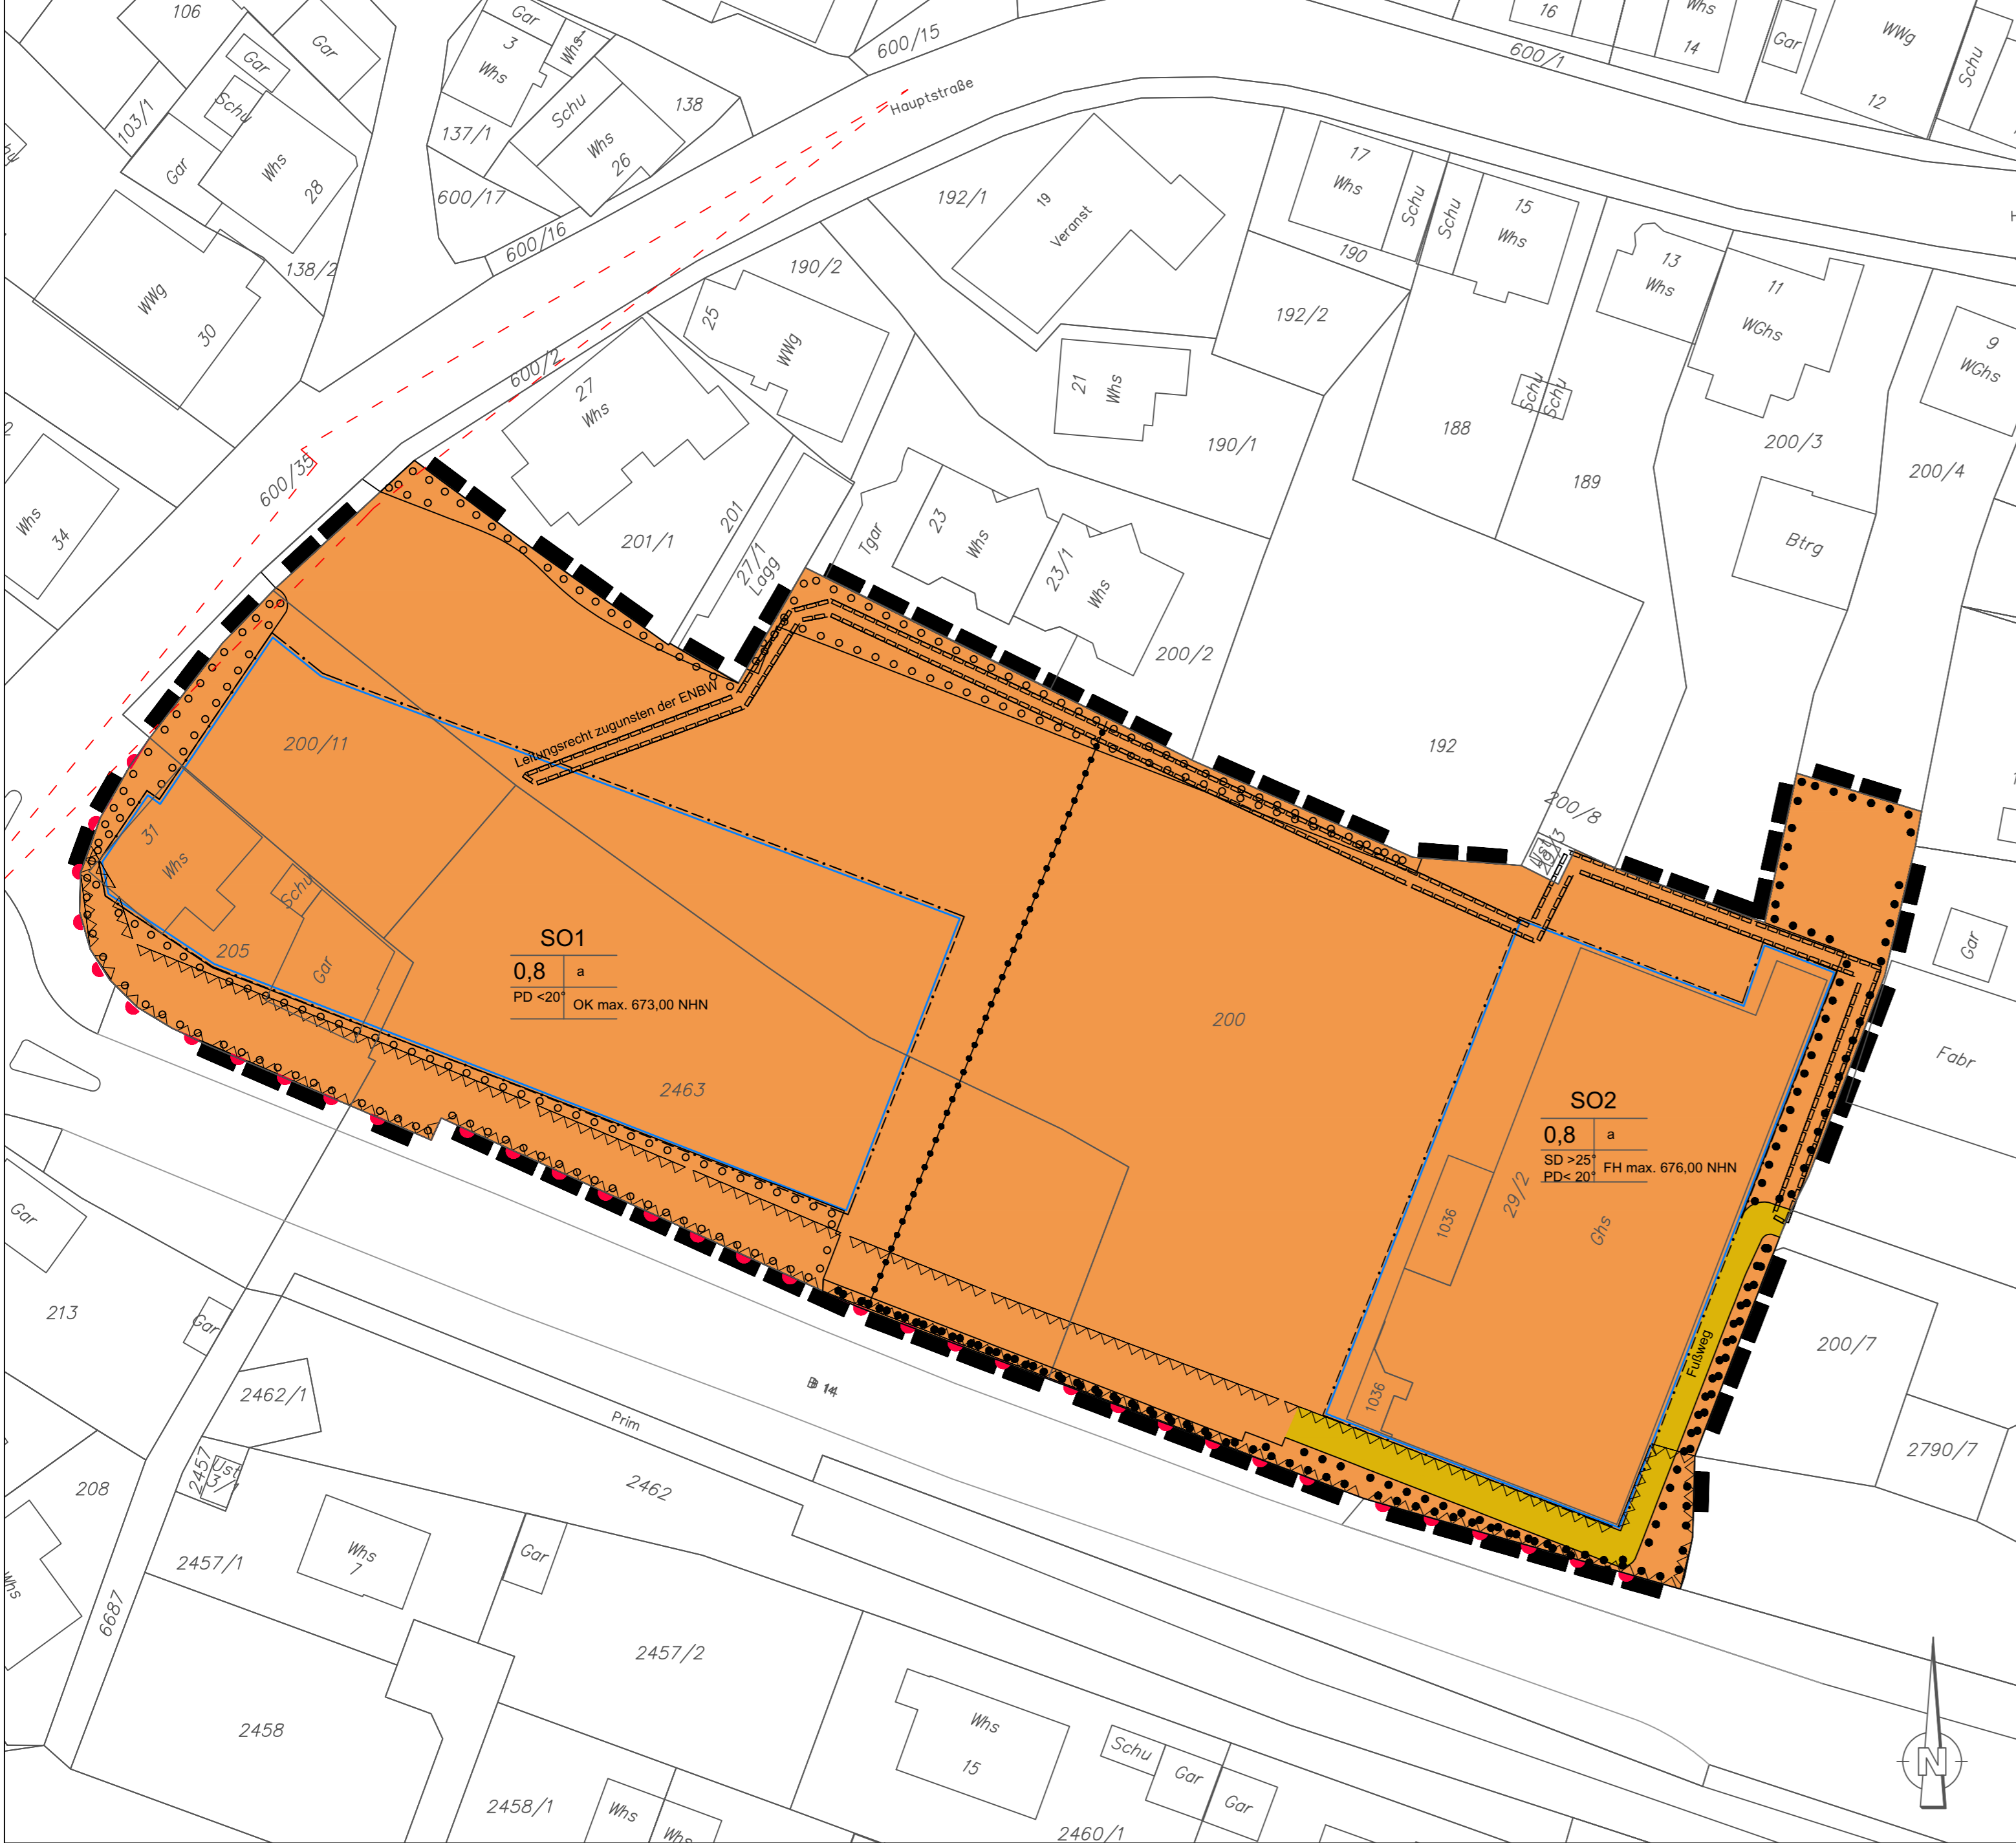 106
Gar
3
Whs
Whs
Gar
Gar
Schu
103/1
Gar
Whs
28
137/1
Schu
Whs
26
138
600/15
Hauptstraße
600/1
16
Whs
14
Gar
WWg
12
Schu
600/17
600/16
138/2
WWg
30
190/2
192/1
19
Veranst
17
Whs
Schu
Schu
15
Whs
190
192/2
13
Whs
11
WGhs
9
WGhs
600/2
25
WWg
27
Whs
21
Whs
190/1
188
Schu
Schu
189
200/3
200/4
Whs
34
600/35
201/1
201
27/1
Lagg
Tgar
23
Whs
23/1
Whs
200/2
Btrg
192
200/8
Leitungsrecht zugunsten der ENBW
200/11
31
Whs
Schu
205
Gar
SO1
0,8
a
PD <20°
OK max. 673,00 NHN
2463
200
SO2
0,8
a
SD >25°
PD< 20°
FH max. 676,00 NHN
29/2
Ghs
1036
1036
Gar
Fabr
Fußweg
200/7
2790/7
Gar
213
Gar
2462/1
B 14
Prim
2462
208
2457
Ust
3/1
Whs
2457/1
Whs
7
Gar
6687
2457/2
2458
Whs
15
Schu
Gar
Gar
2458/1
Whs
Whs
2460/1
N